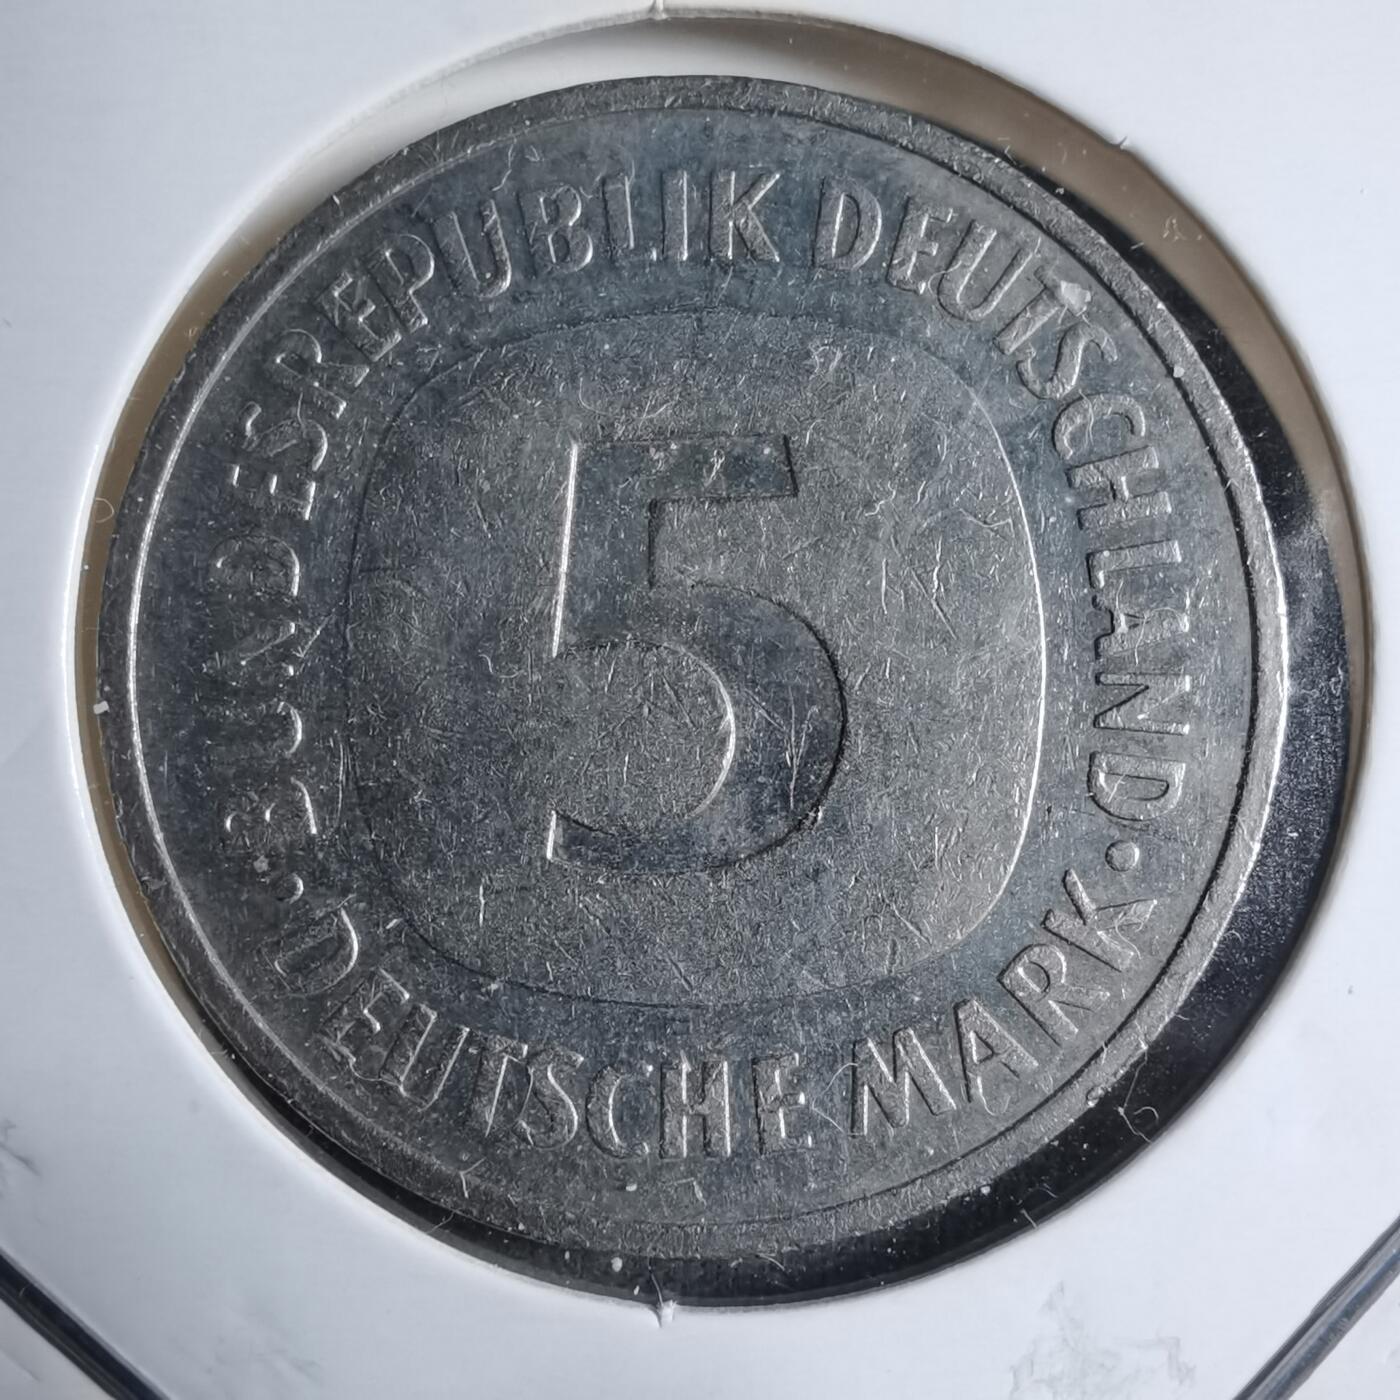 BUNDESREPUBLIK DEUTSCHLAND
5
DEUTSCHE MARK